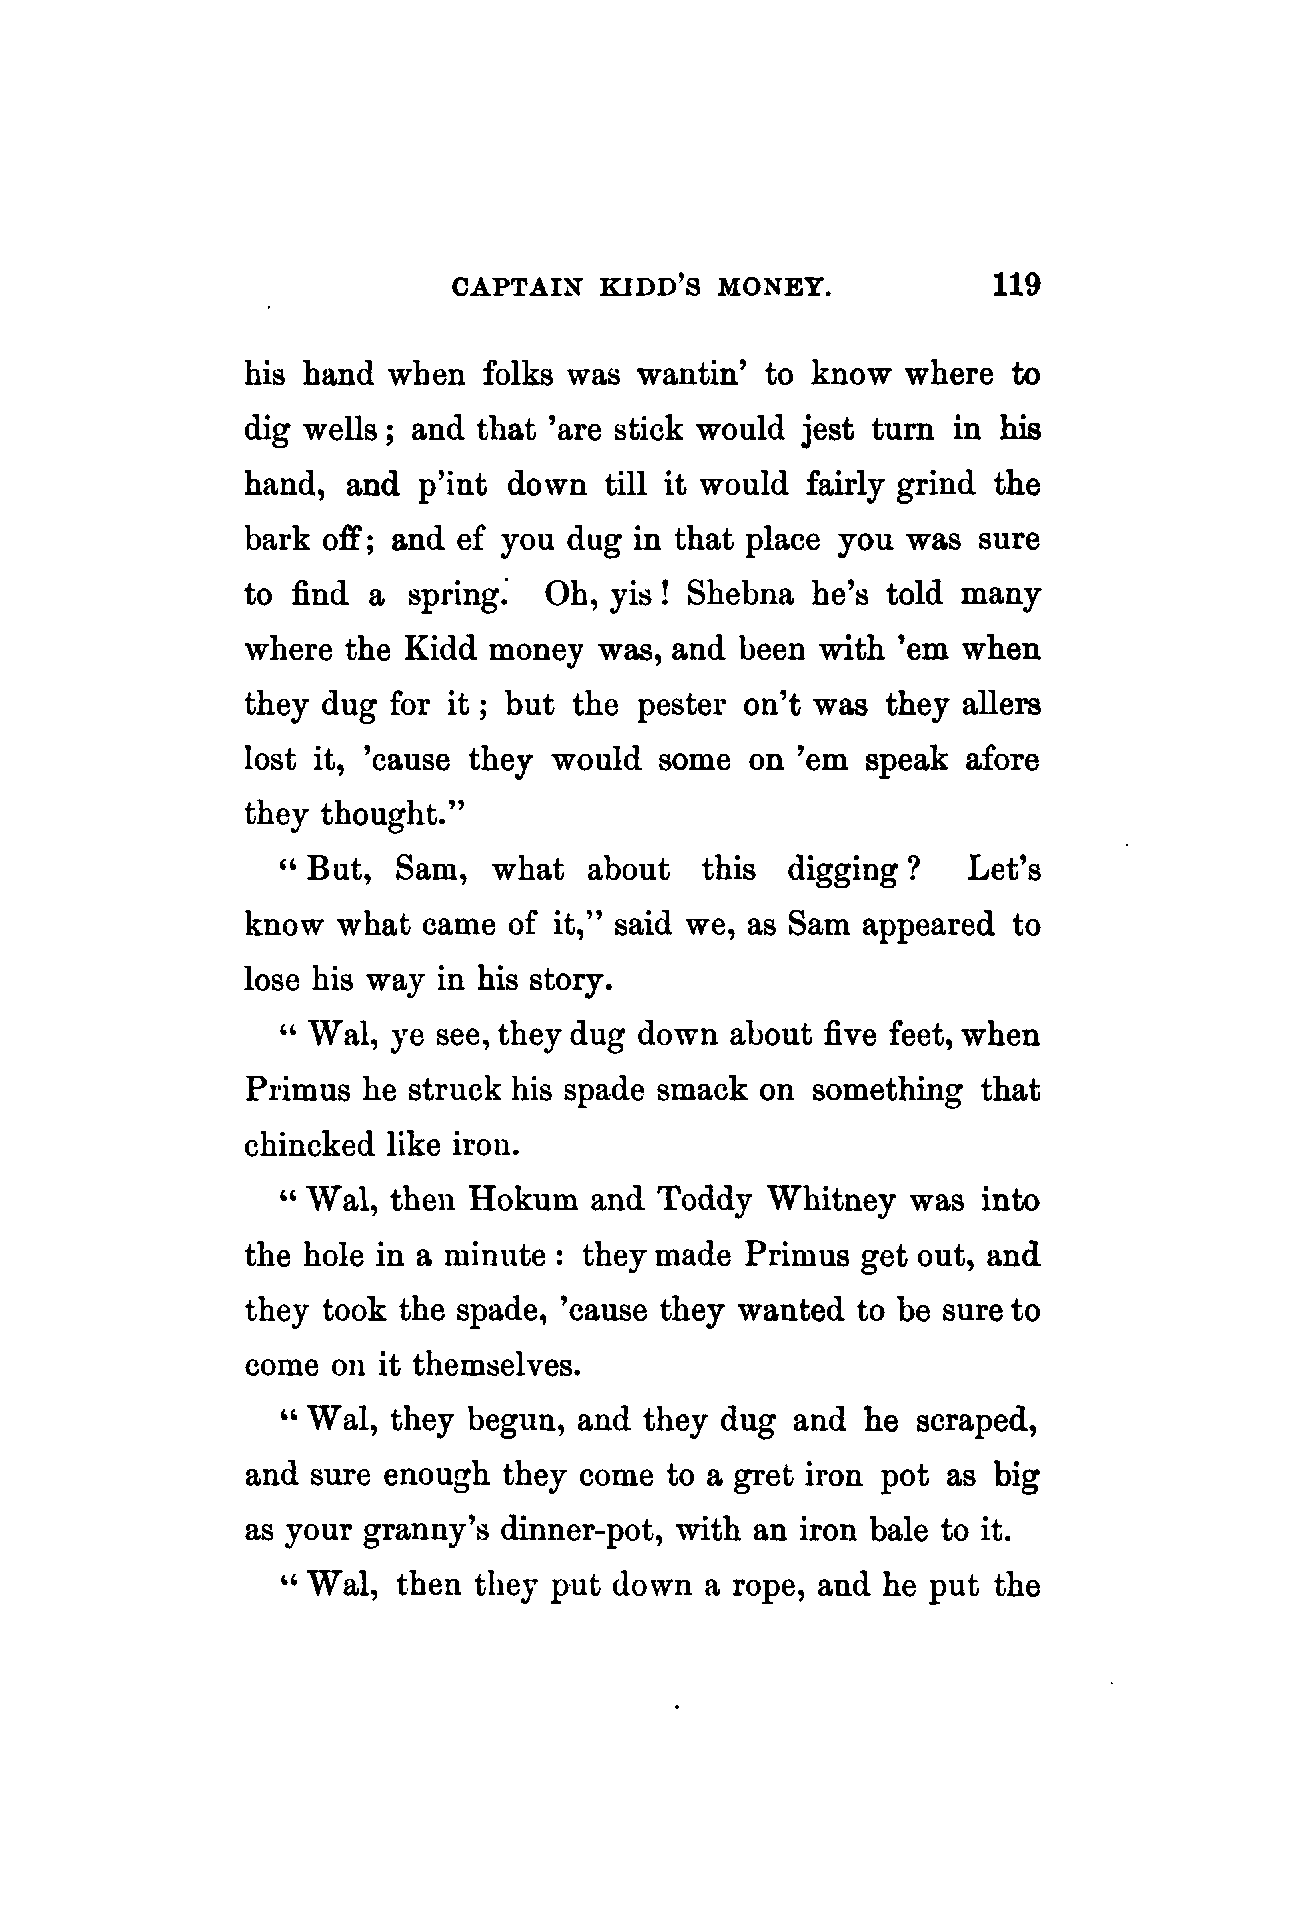 CAPTAIN KIDD'S MONEY. 119
his hand when folks was wantin' to know where to
dig wells; and that 'are stick would jest turn in his
hand, and p'int down till it would fairly grind the
bark off; and ef you dug in that place you was sure
to find a spring. Oh, yis! Shebna he's told many
where the Kidd money was, and been with 'em when
they dug for it; but the pester on't was they allers
lost it, 'cause they would some on 'em speak afore
they thought."
"But, Sam, what about this digging? Let's
know what came of it," said we, as Sam appeared to
lose his way in his story.
"Wal, ye see, they dug down about five feet, when
Primus he struck his spade smack on something that
chincked like iron.
"Wal, then Hokum and Toddy Whitney was into
the hole in a minute: they made Primus get out, and
they took the spade, 'cause they wanted to be sure to
come on it themselves.
"Wal, they begun, and they dug and he scraped,
and sure enough they come to a gret iron pot as big
as your granny's dinner-pot, with an iron bale to it.
"Wal, then they put down a rope, and he put the